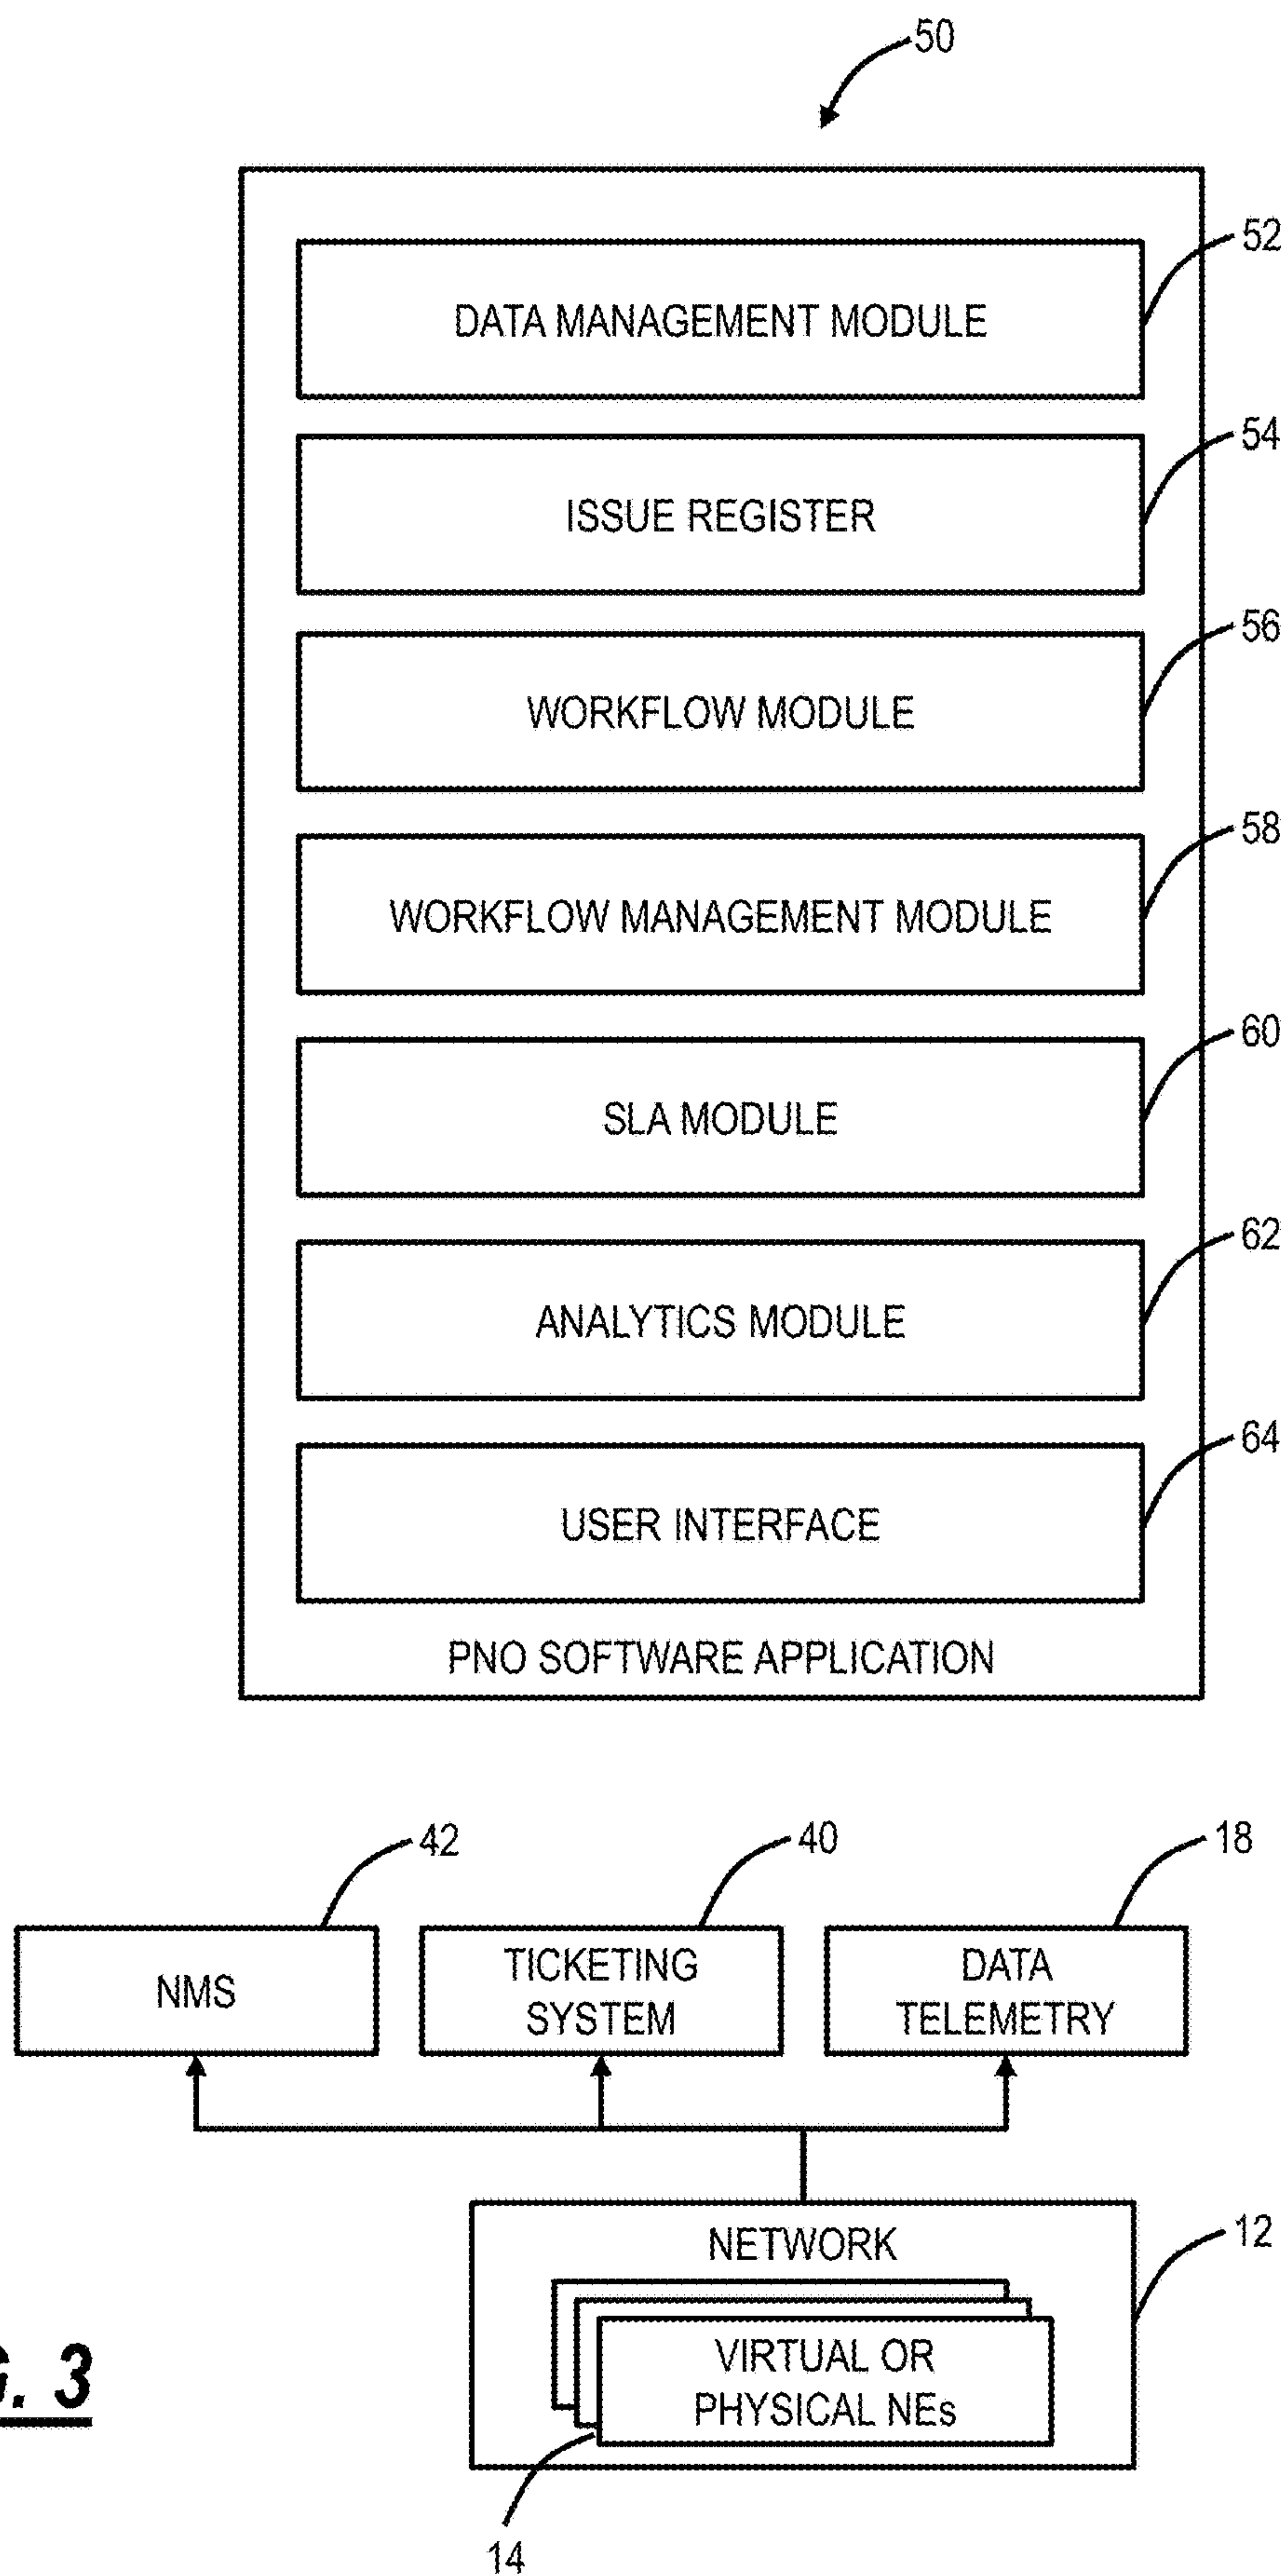 50
DATA MANAGEMENT MODULE
52
ISSUE REGISTER
54
WORKFLOW MODULE
56
WORKFLOW MANAGEMENT MODULE
58
SLA MODULE
60
ANALYTICS MODULE
62
USER INTERFACE
64
PNO SOFTWARE APPLICATION
42
40
18
NMS
TICKETING
SYSTEM
DATA
TELEMETRY
NETWORK
12
VIRTUAL OR
PHYSICAL NEs
14
G. 3